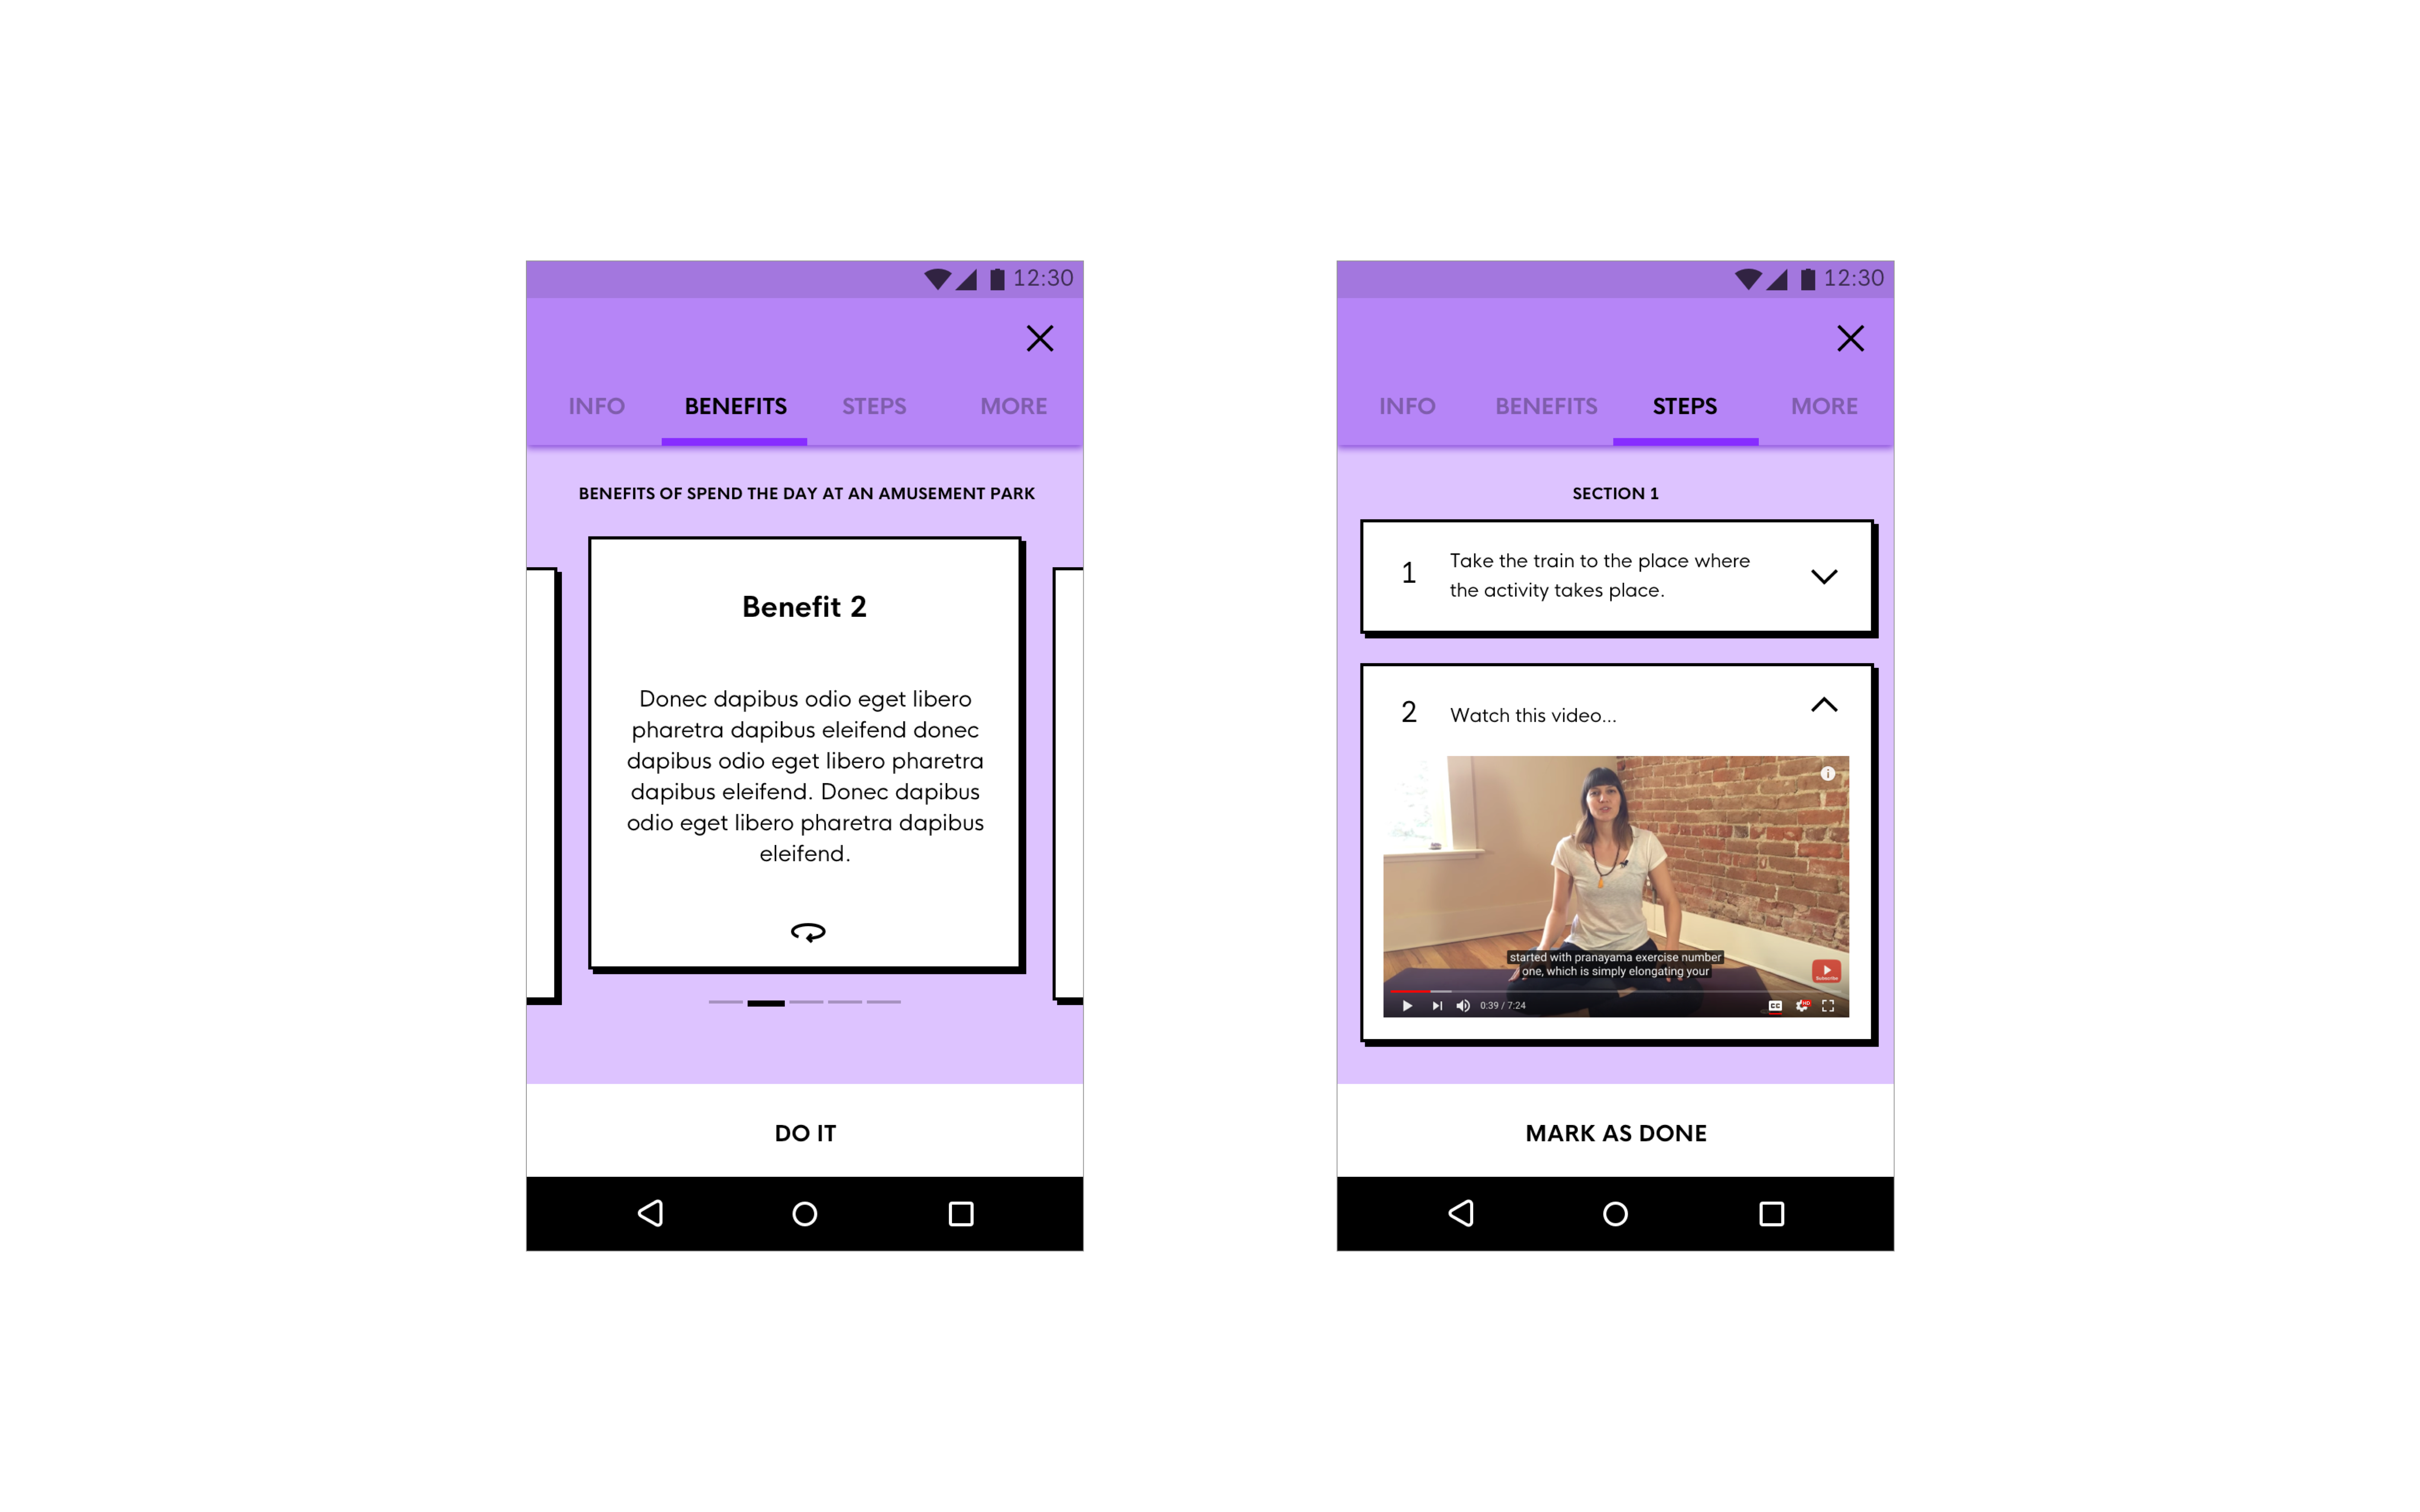 12:30
INFO BENEFITS STEPS MORE
BENEFITS OF SPEND THE DAY AT AN AMUSEMENT PARK
Benefit 2
Donec dapibus odio eget libero
pharetra dapibus eleifend donec
dapibus odio eget libero pharetra
dapibus eleifend. Donec dapibus
odio eget libero pharetra dapibus
eleifend.
DO IT
12:30
INFO BENEFITS STEPS MORE
SECTION 1
1 Take the train to the place where
the activity takes place.
2 Watch this video...
started with pranayama exercise number
one, which is simply elongating your
Subscribe
0:39 / 7:24
CC HD
MARK AS DONE